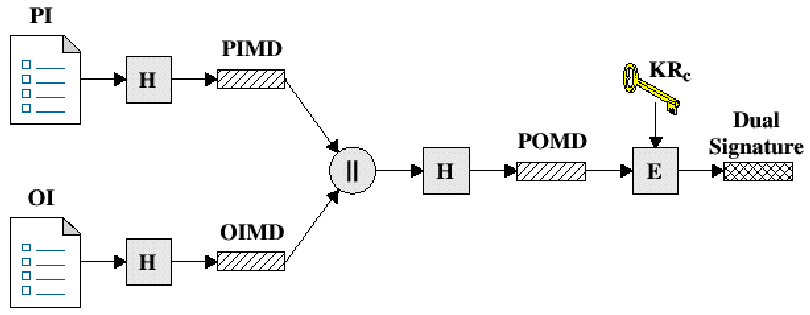 PI
H
PIMD
KRc
||
H
POMD
E
Dual
Signature
OI
H
OIMD